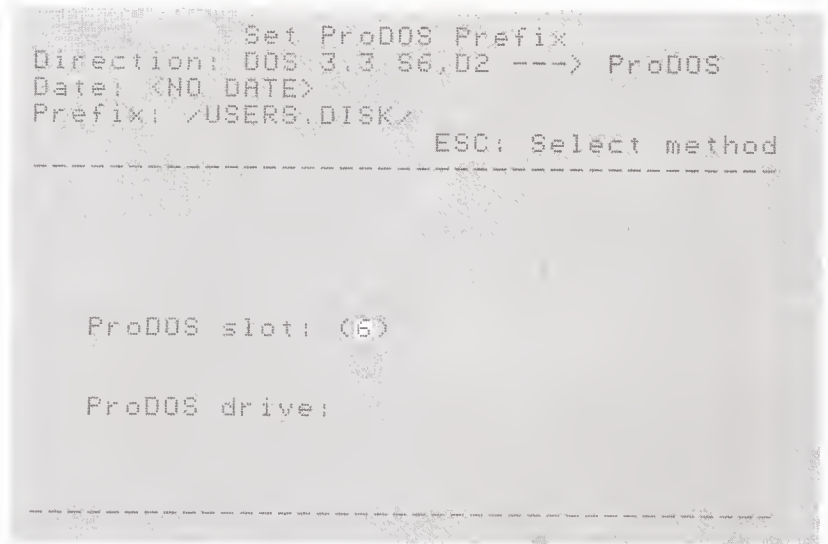 Set ProDOS Prefix
Direction: DOS 3.3 S6,D2 ---> ProDOS
Date: <NO DATE>
Prefix: /USERS.DISK/
ESC: Select method
ProDOS slot: (6)
ProDOS drive: